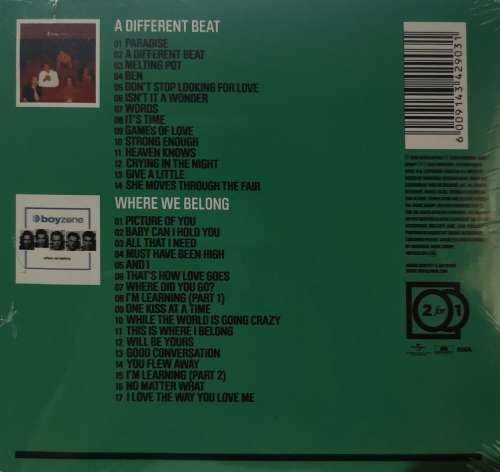 A DIFFERENT BEAT
01 PARADISE
02 A DIFFERENT BEAT
03 MELTING POT
04 BEN
05 DON'T STOP LOOKING FOR LOVE
06 ISN'T IT A WONDER
07 WORDS
08 IT'S TIME
09 GAMES OF LOVE
10 STRONG ENOUGH
11 HEAVEN KNOWS
12 CRYING IN THE NIGHT
13 GIVE A LITTLE
14 SHE MOVES THROUGH THE FAIR
WHERE WE BELONG
boyzone
where we belong
01 PICTURE OF YOU
02 BABY CAN I HOLD YOU
03 ALL THAT I NEED
04 MUST HAVE BEEN HIGH
05 AND I
06 THAT'S HOW LOVE GOES
07 WHERE DID YOU GO?
08 I'M LEARNING (PART 1)
09 ONE KISS AT A TIME
10 WHILE THE WORLD IS GOING CRAZY
11 THIS IS WHERE I BELONG
12 WILL BE YOURS
13 GOOD CONVERSATION
14 YOU FLEW AWAY
15 I'M LEARNING (PART 2)
16 NO MATTER WHAT
17 I LOVE THE WAY YOU LOVE ME
6 009143 429031
2 for 1